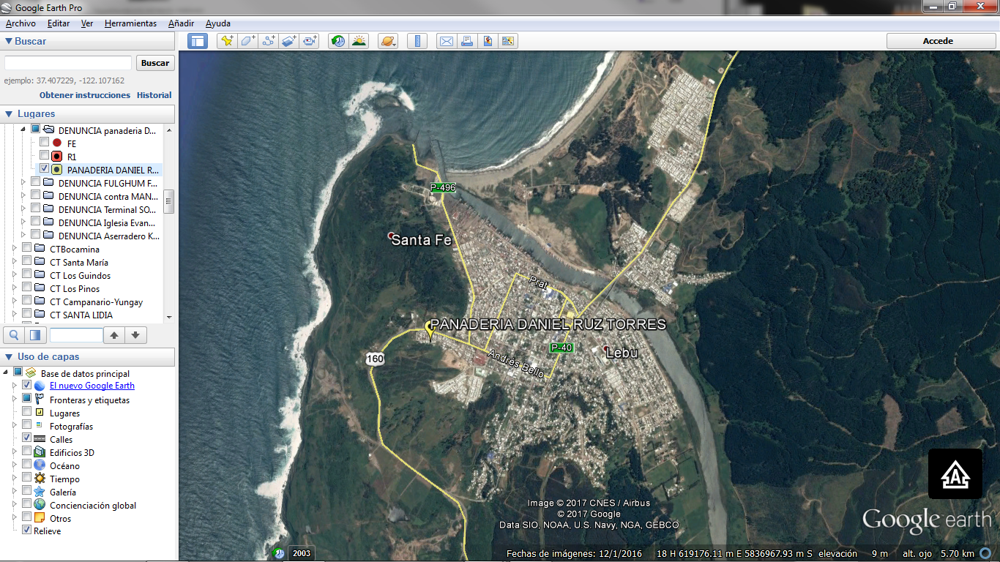 Google Earth Pro
Archivo Editar Ver Herramientas Añadir Ayuda
Buscar
Accede
Buscar
ejemplo: 37.407229, -122.107162
Obtener instrucciones Historial
Lugares
DENUNCIA panaderia D...
FE
R1
PANADERIA DANIEL R...
DENUNCIA FULGHUM F...
DENUNCIA contra MAN...
DENUNCIA Terminal SO...
DENUNCIA Iglesia Evan...
DENUNCIA Aserradero K...
CTBocamina
CT Santa María
CT Los Guindos
CT Los Pinos
CT Campanario-Yungay
CT SANTA LIDIA
Uso de capas
Base de datos principal
El nuevo Google Earth
Fronteras y etiquetas
Lugares
Fotografías
Calles
Edificios 3D
Océano
Tiempo
Galería
Concienciación global
Otros
Relieve
P-496
Santa Fe
Prat
PANADERIA DANIEL RUZ TORRES
P-40
Lebu
160
Andrés Bello
A
Image © 2017 CNES / Airbus
© 2017 Google
Data SIO, NOAA, U.S. Navy, NGA, GEBCO
Google earth
2003
Fechas de imágenes: 12/1/2016 18 H 619176.11 m E 5836967.93 m S elevación 9 m alt. ojo 5.70 km